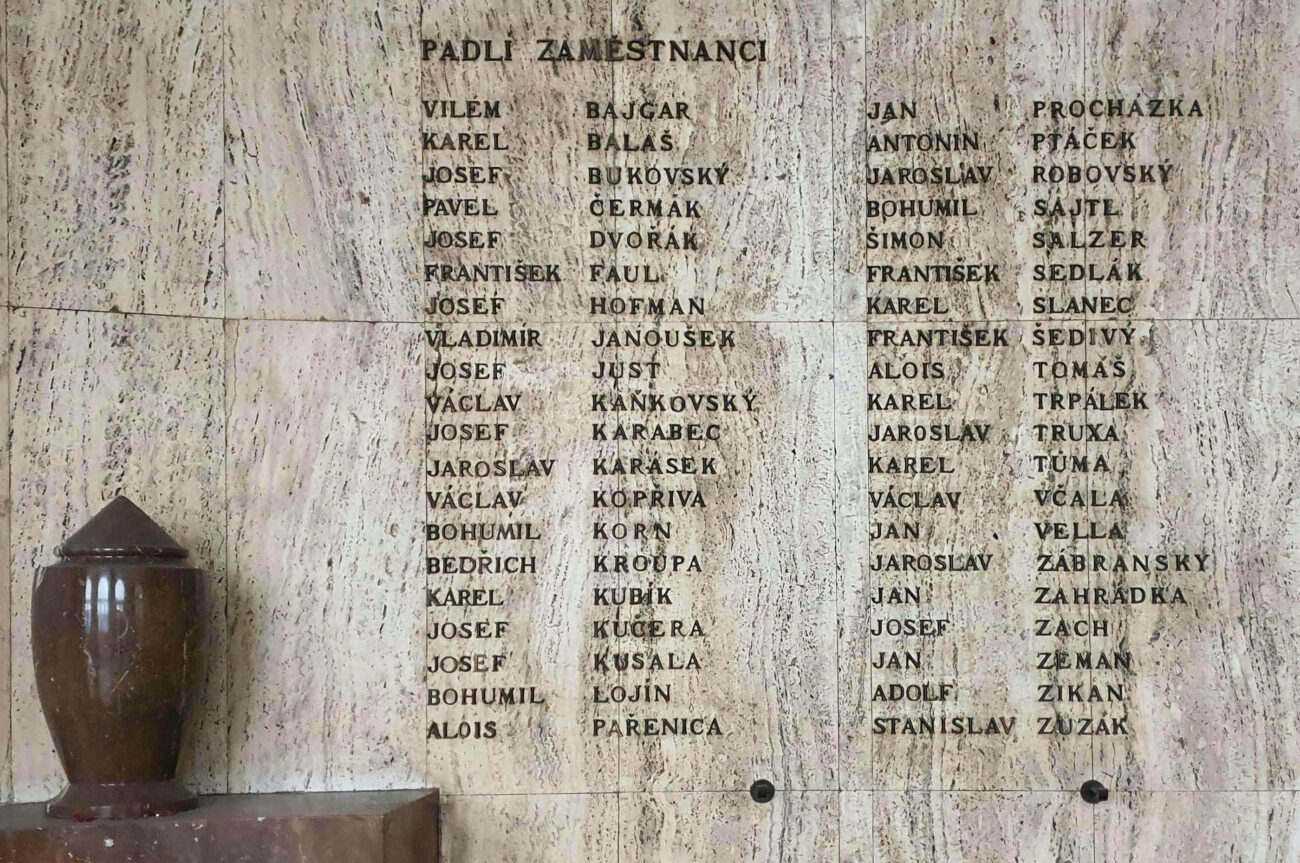 PADLÍ ZAMĚSTNANCI
VILÉM BAJGAR
KAREL BALAŠ
JOSEF BUKOVSKÝ
PAVEL ČERMÁK
JOSEF DVOŘÁK
FRANTIŠEK FAUL
JOSEF HOFMAN
VLADIMÍR JANOUŠEK
JOSEF JUST
VÁCLAV KAŇKOVSKÝ
JOSEF KARABEC
JAROSLAV KARÁSEK
VÁCLAV KOPŘIVA
BOHUMIL KORN
BEDŘICH KROUPA
KAREL KUBÍK
JOSEF KUČERA
JOSEF KUSALA
BOHUMIL LOJÍN
ALOIS PAŘENICA
JAN PROCHÁZKA
ANTONÍN PTÁČEK
JAROSLAV ROBOVSKÝ
BOHUMIL SAJTL
ŠIMON SALZER
FRANTIŠEK SEDLÁK
KAREL SLANEC
FRANTIŠEK ŠEDIVÝ
ALOIS TOMÁŠ
KAREL TRPÁLEK
JAROSLAV TRUXA
KAREL TŮMA
VÁCLAV VČALA
JAN VELLA
JAROSLAV ZÁBRANSKÝ
JAN ZAHRÁDKA
JOSEF ZACH
JAN ZEMAN
ADOLF ZIKAN
STANISLAV ZUZÁK